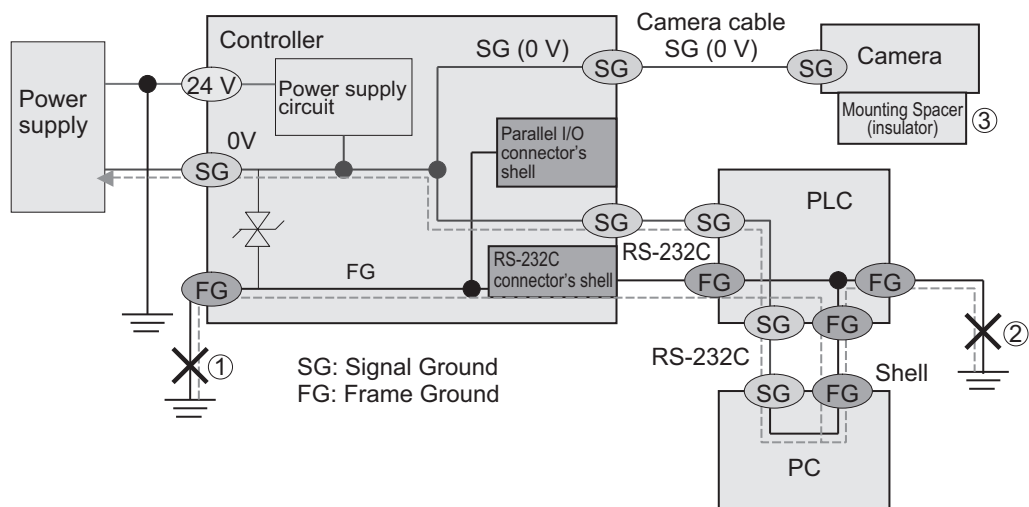 Power
supply
Controller
24 V
0V
SG
Power supply
circuit
SG (0 V)
SG
Camera cable
SG (0 V)
SG
Camera
Mounting Spacer
(insulator)
③
Parallel I/O
connector's
shell
SG
SG
RS-232C
PLC
FG
FG
RS-232C
connector's shell
FG
FG
①
SG: Signal Ground
FG: Frame Ground
SG
FG
②
RS-232C
SG
FG
Shell
PC